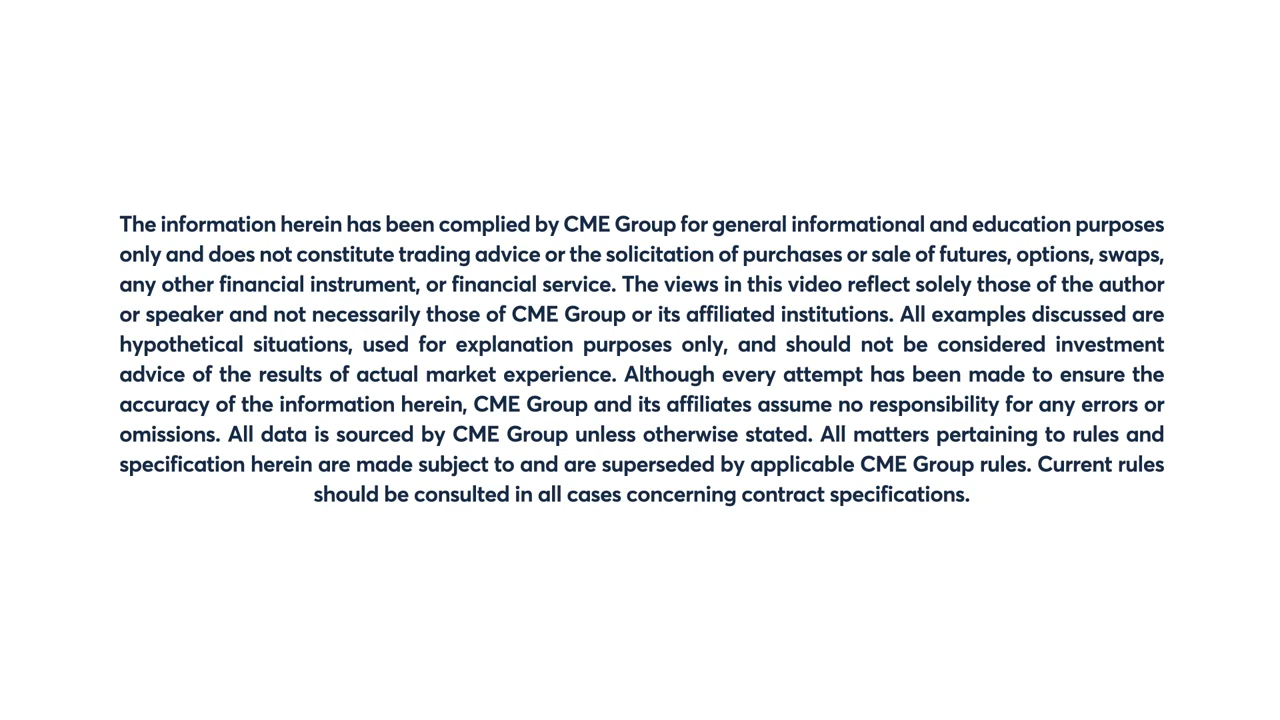 The information herein has been complied by CME Group for general informational and education purposes
only and does not constitute trading advice or the solicitation of purchases or sale of futures, options, swaps,
any other financial instrument, or financial service. The views in this video reflect solely those of the author
or speaker and not necessarily those of CME Group or its affiliated institutions. All examples discussed are
hypothetical situations, used for explanation purposes only, and should not be considered investment
advice of the results of actual market experience. Although every attempt has been made to ensure the
accuracy of the information herein, CME Group and its affiliates assume no responsibility for any errors or
omissions. All data is sourced by CME Group unless otherwise stated. All matters pertaining to rules and
specification herein are made subject to and are superseded by applicable CME Group rules. Current rules
should be consulted in all cases concerning contract specifications.